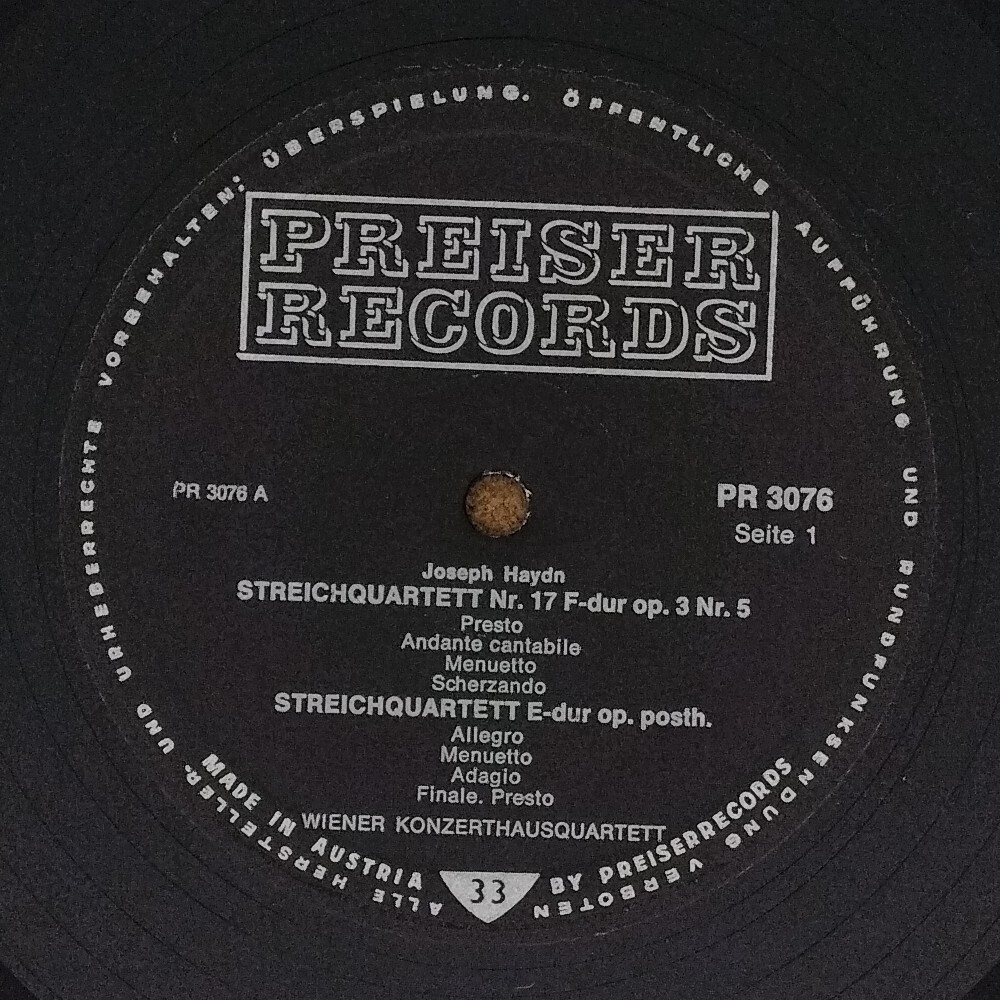 ALLE HERSTELLER- UND URHEBERRECHTE VORBEHALTEN; ÜBERSPIELUNG. ÖFFENTLICHE AUFFÜHRUNG UND RUNDFUNKSENDUNG VERBOTEN
PREISER
RECORDS
PR 3076 A
PR 3076
Seite 1
Joseph Haydn
STREICHQUARTETT Nr. 17 F-dur op. 3 Nr. 5
Presto
Andante cantabile
Menuetto
Scherzando
STREICHQUARTETT E-dur op. posth.
Allegro
Menuetto
Adagio
Finale. Presto
WIENER KONZERTHAUSQUARTETT
MADE IN AUSTRIA
33
BY PREISERRECORDS